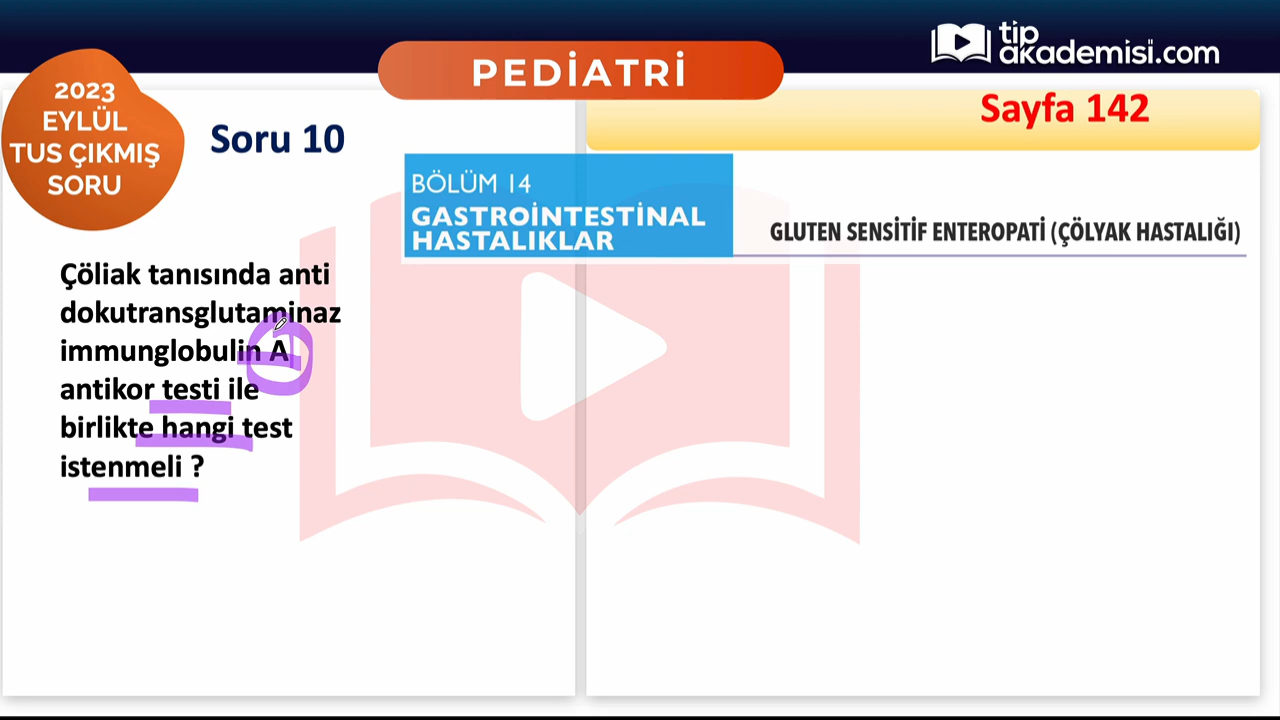 tıp
akademisi.com
PEDİATRİ
2023
EYLÜL
TUS ÇIKMIŞ
SORU
Soru 10
Sayfa 142
BÖLÜM 14
GASTROİNTESTİNAL
HASTALIKLAR
GLUTEN SENSİTİF ENTEROPATİ (ÇÖLYAK HASTALIĞI)
Çöliak tanısında anti
dokutransglutaminaz
immunglobulin A
antikor testi ile
birlikte hangi test
istenmeli ?